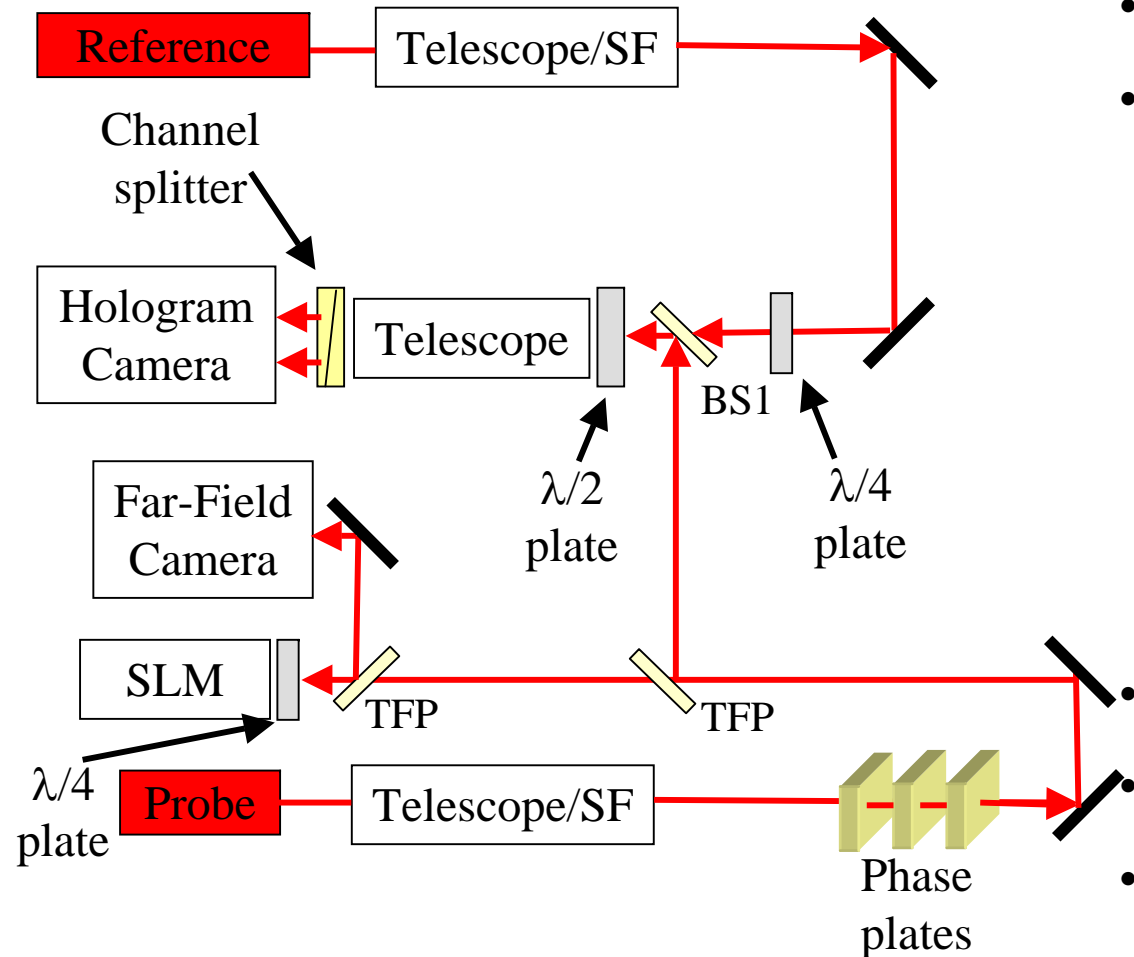 Reference
Telescope/SF
Channel
splitter
Hologram
Camera
Telescope
BS1
λ/2
plate
λ/4
plate
Far-Field
Camera
SLM
TFP
TFP
λ/4
plate
Probe
Telescope/SF
Phase
plates